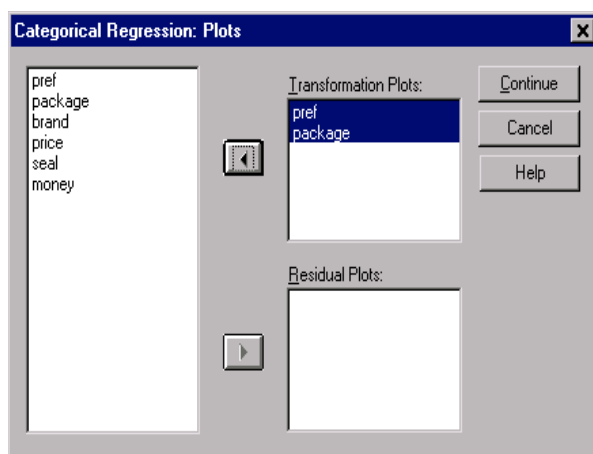 Categorical Regression: Plots
pref
package
brand
price
seal
money
Transformation Plots:
pref
package
Residual Plots:
Continue
Cancel
Help